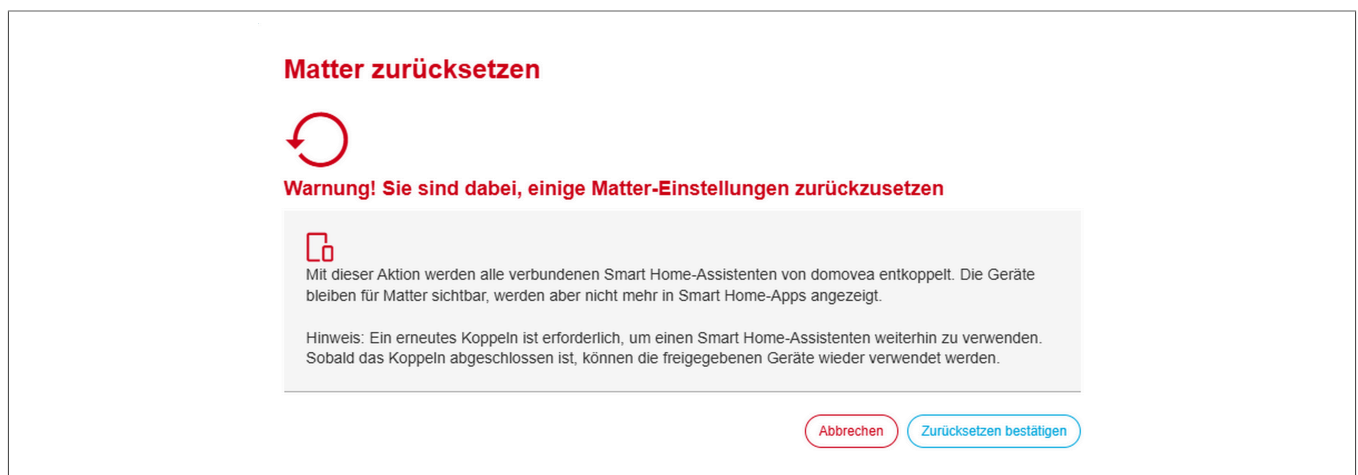 Matter zurücksetzen
Warnung! Sie sind dabei, einige Matter-Einstellungen zurückzusetzen
Mit dieser Aktion werden alle verbundenen Smart Home-Assistenten von domovea entkoppelt. Die Geräte
bleiben für Matter sichtbar, werden aber nicht mehr in Smart Home-Apps angezeigt.
Hinweis: Ein erneutes Koppeln ist erforderlich, um einen Smart Home-Assistenten weiterhin zu verwenden.
Sobald das Koppeln abgeschlossen ist, können die freigegebenen Geräte wieder verwendet werden.
Abbrechen Zurücksetzen bestätigen